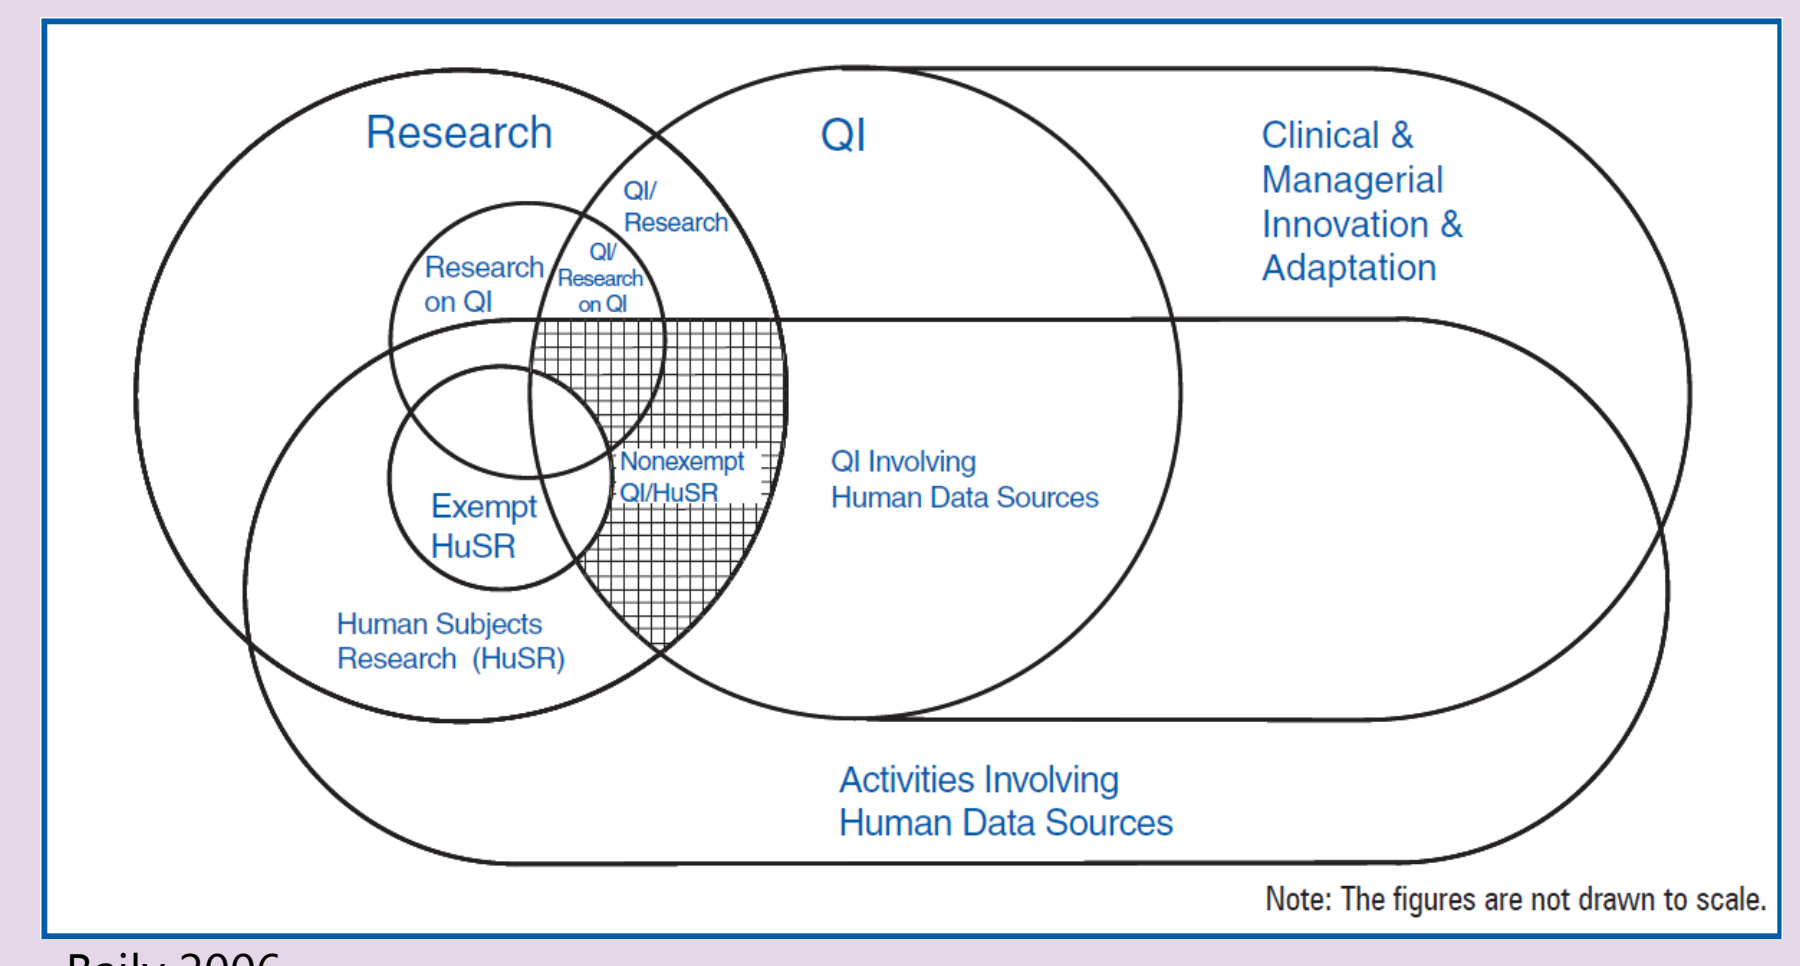 Research
QI
Clinical &
Managerial
Innovation &
Adaptation
QI/
Research
QI/
Research
on QI
Research
on QI
Nonexempt
QI/HuSR
QI Involving
Human Data Sources
Exempt
HuSR
Human Subjects
Research (HuSR)
Activities Involving
Human Data Sources
Note: The figures are not drawn to scale.
Baily 2006